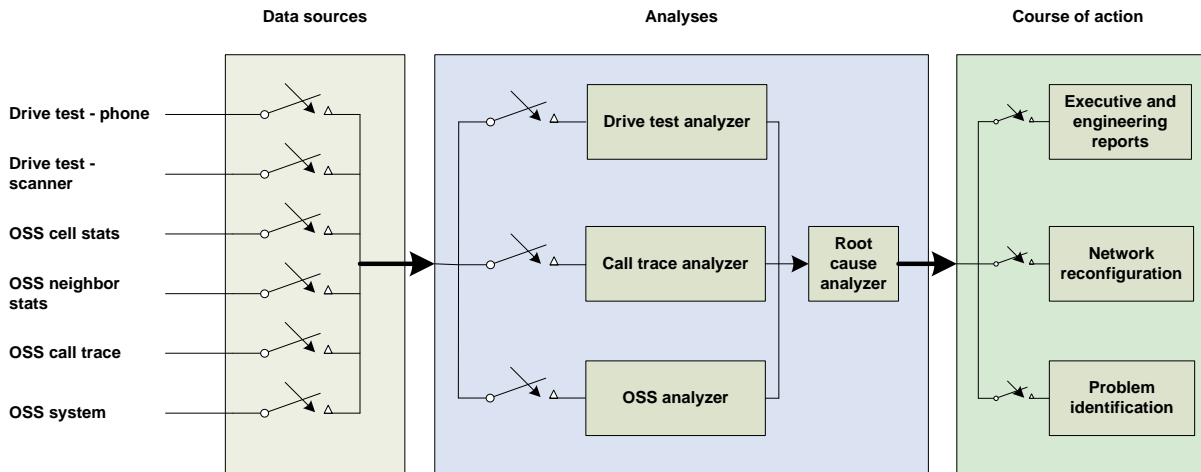 Data sources
Analyses
Course of action
Drive test - phone
Drive test -
scanner
OSS cell stats
OSS neighbor
stats
OSS call trace
OSS system
Drive test analyzer
Call trace analyzer
OSS analyzer
Root
cause
analyzer
Executive and
engineering
reports
Network
reconfiguration
Problem
identification